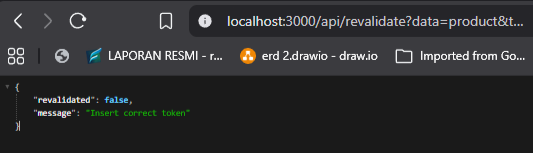 localhost:3000/api/revalidate?data=product&t...
LAPORAN RESMI - r...
erd 2.drawio - draw.io
Imported from Go...
{
"revalidated": false,
"message": "Insert correct token"
}